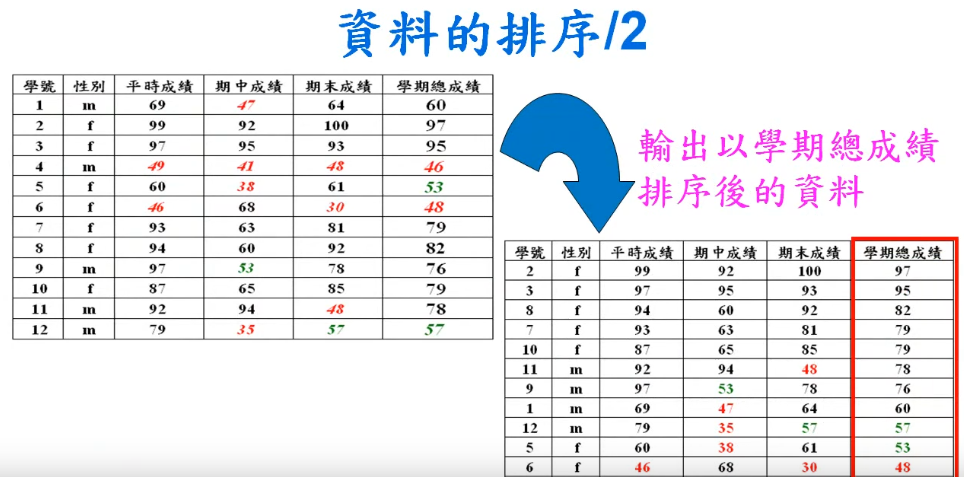 資料的排序/2
學號 性別 平時成績 期中成績 期末成績 學期總成績
1 m 69 47 64 60
2 f 99 92 100 97
3 f 97 95 93 95
4 m 49 41 48 46
5 f 60 38 61 53
6 f 46 68 30 48
7 f 93 63 81 79
8 f 94 60 92 82
9 m 97 53 78 76
10 f 87 65 85 79
11 m 92 94 48 78
12 m 79 35 57 57
輸出以學期總成績
排序後的資料
學號 性別 平時成績 期中成績 期末成績 學期總成績
2 f 99 92 100 97
3 f 97 95 93 95
8 f 94 60 92 82
7 f 93 63 81 79
10 f 87 65 85 79
11 m 92 94 48 78
9 m 97 53 78 76
1 m 69 47 64 60
12 m 79 35 57 57
5 f 60 38 61 53
6 f 46 68 30 48